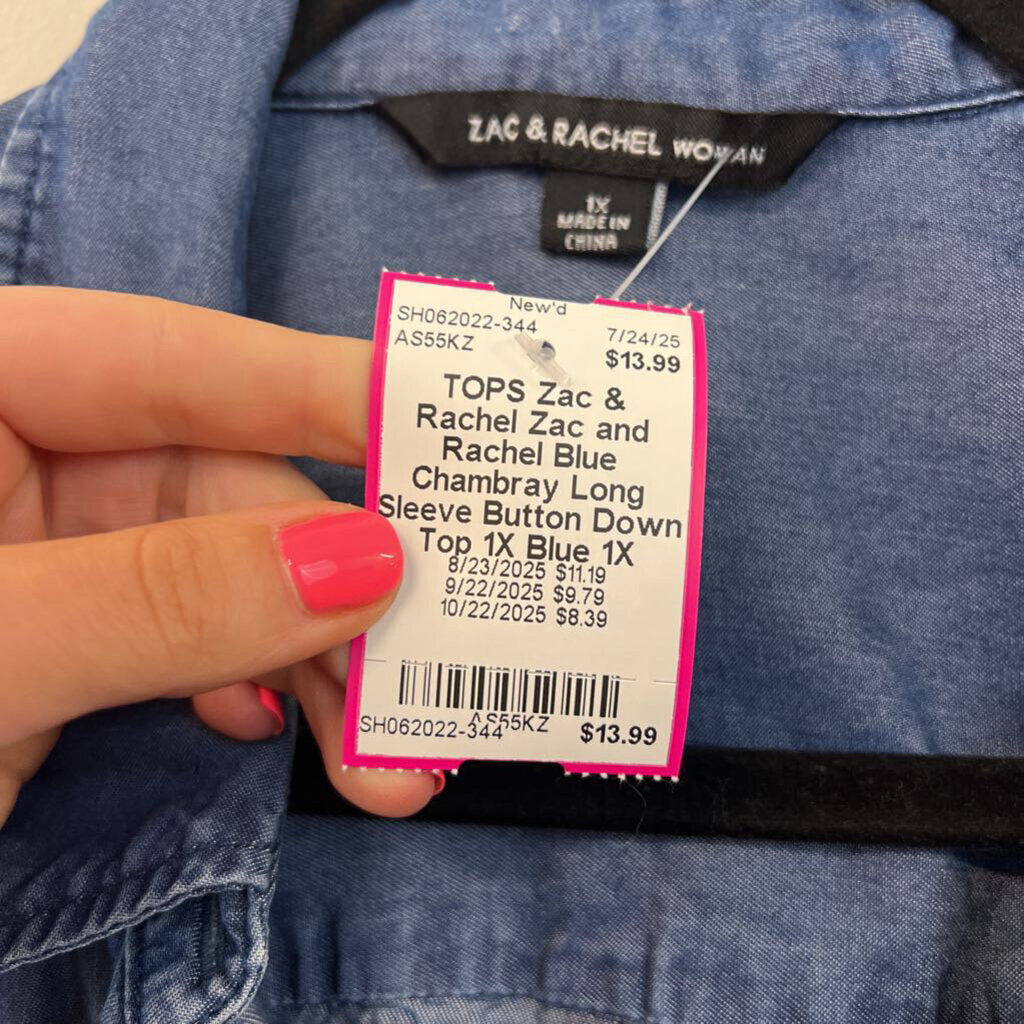 ZAC & RACHEL WOMAN
1X
MADE IN
CHINA
New'd
SH062022-344
7/24/25
AS55KZ
$13.99
TOPS Zac &
Rachel Zac and
Rachel Blue
Chambray Long
Sleeve Button Down
Top 1X Blue 1X
8/23/2025 $11.19
9/22/2025 $9.79
10/22/2025 $8.39
AS55KZ
SH062022-344
$13.99